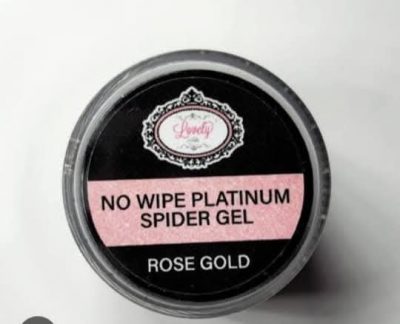 Lovely
NO WIPE PLATINUM
SPIDER GEL
ROSE GOLD